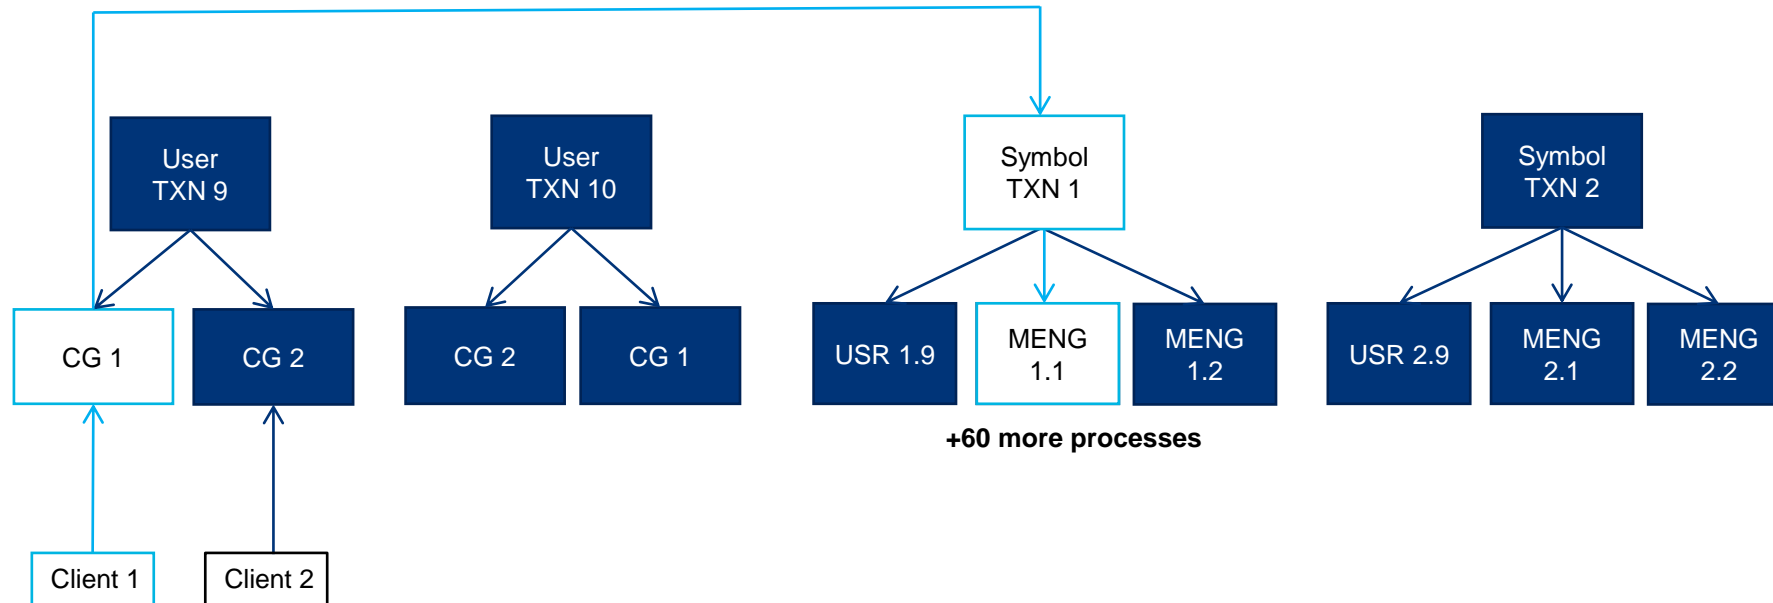 User
TXN 9
User
TXN 10
Symbol
TXN 1
Symbol
TXN 2
CG 1
CG 2
CG 2
CG 1
USR 1.9
MENG
1.1
MENG
1.2
USR 2.9
MENG
2.1
MENG
2.2
+60 more processes
Client 1
Client 2